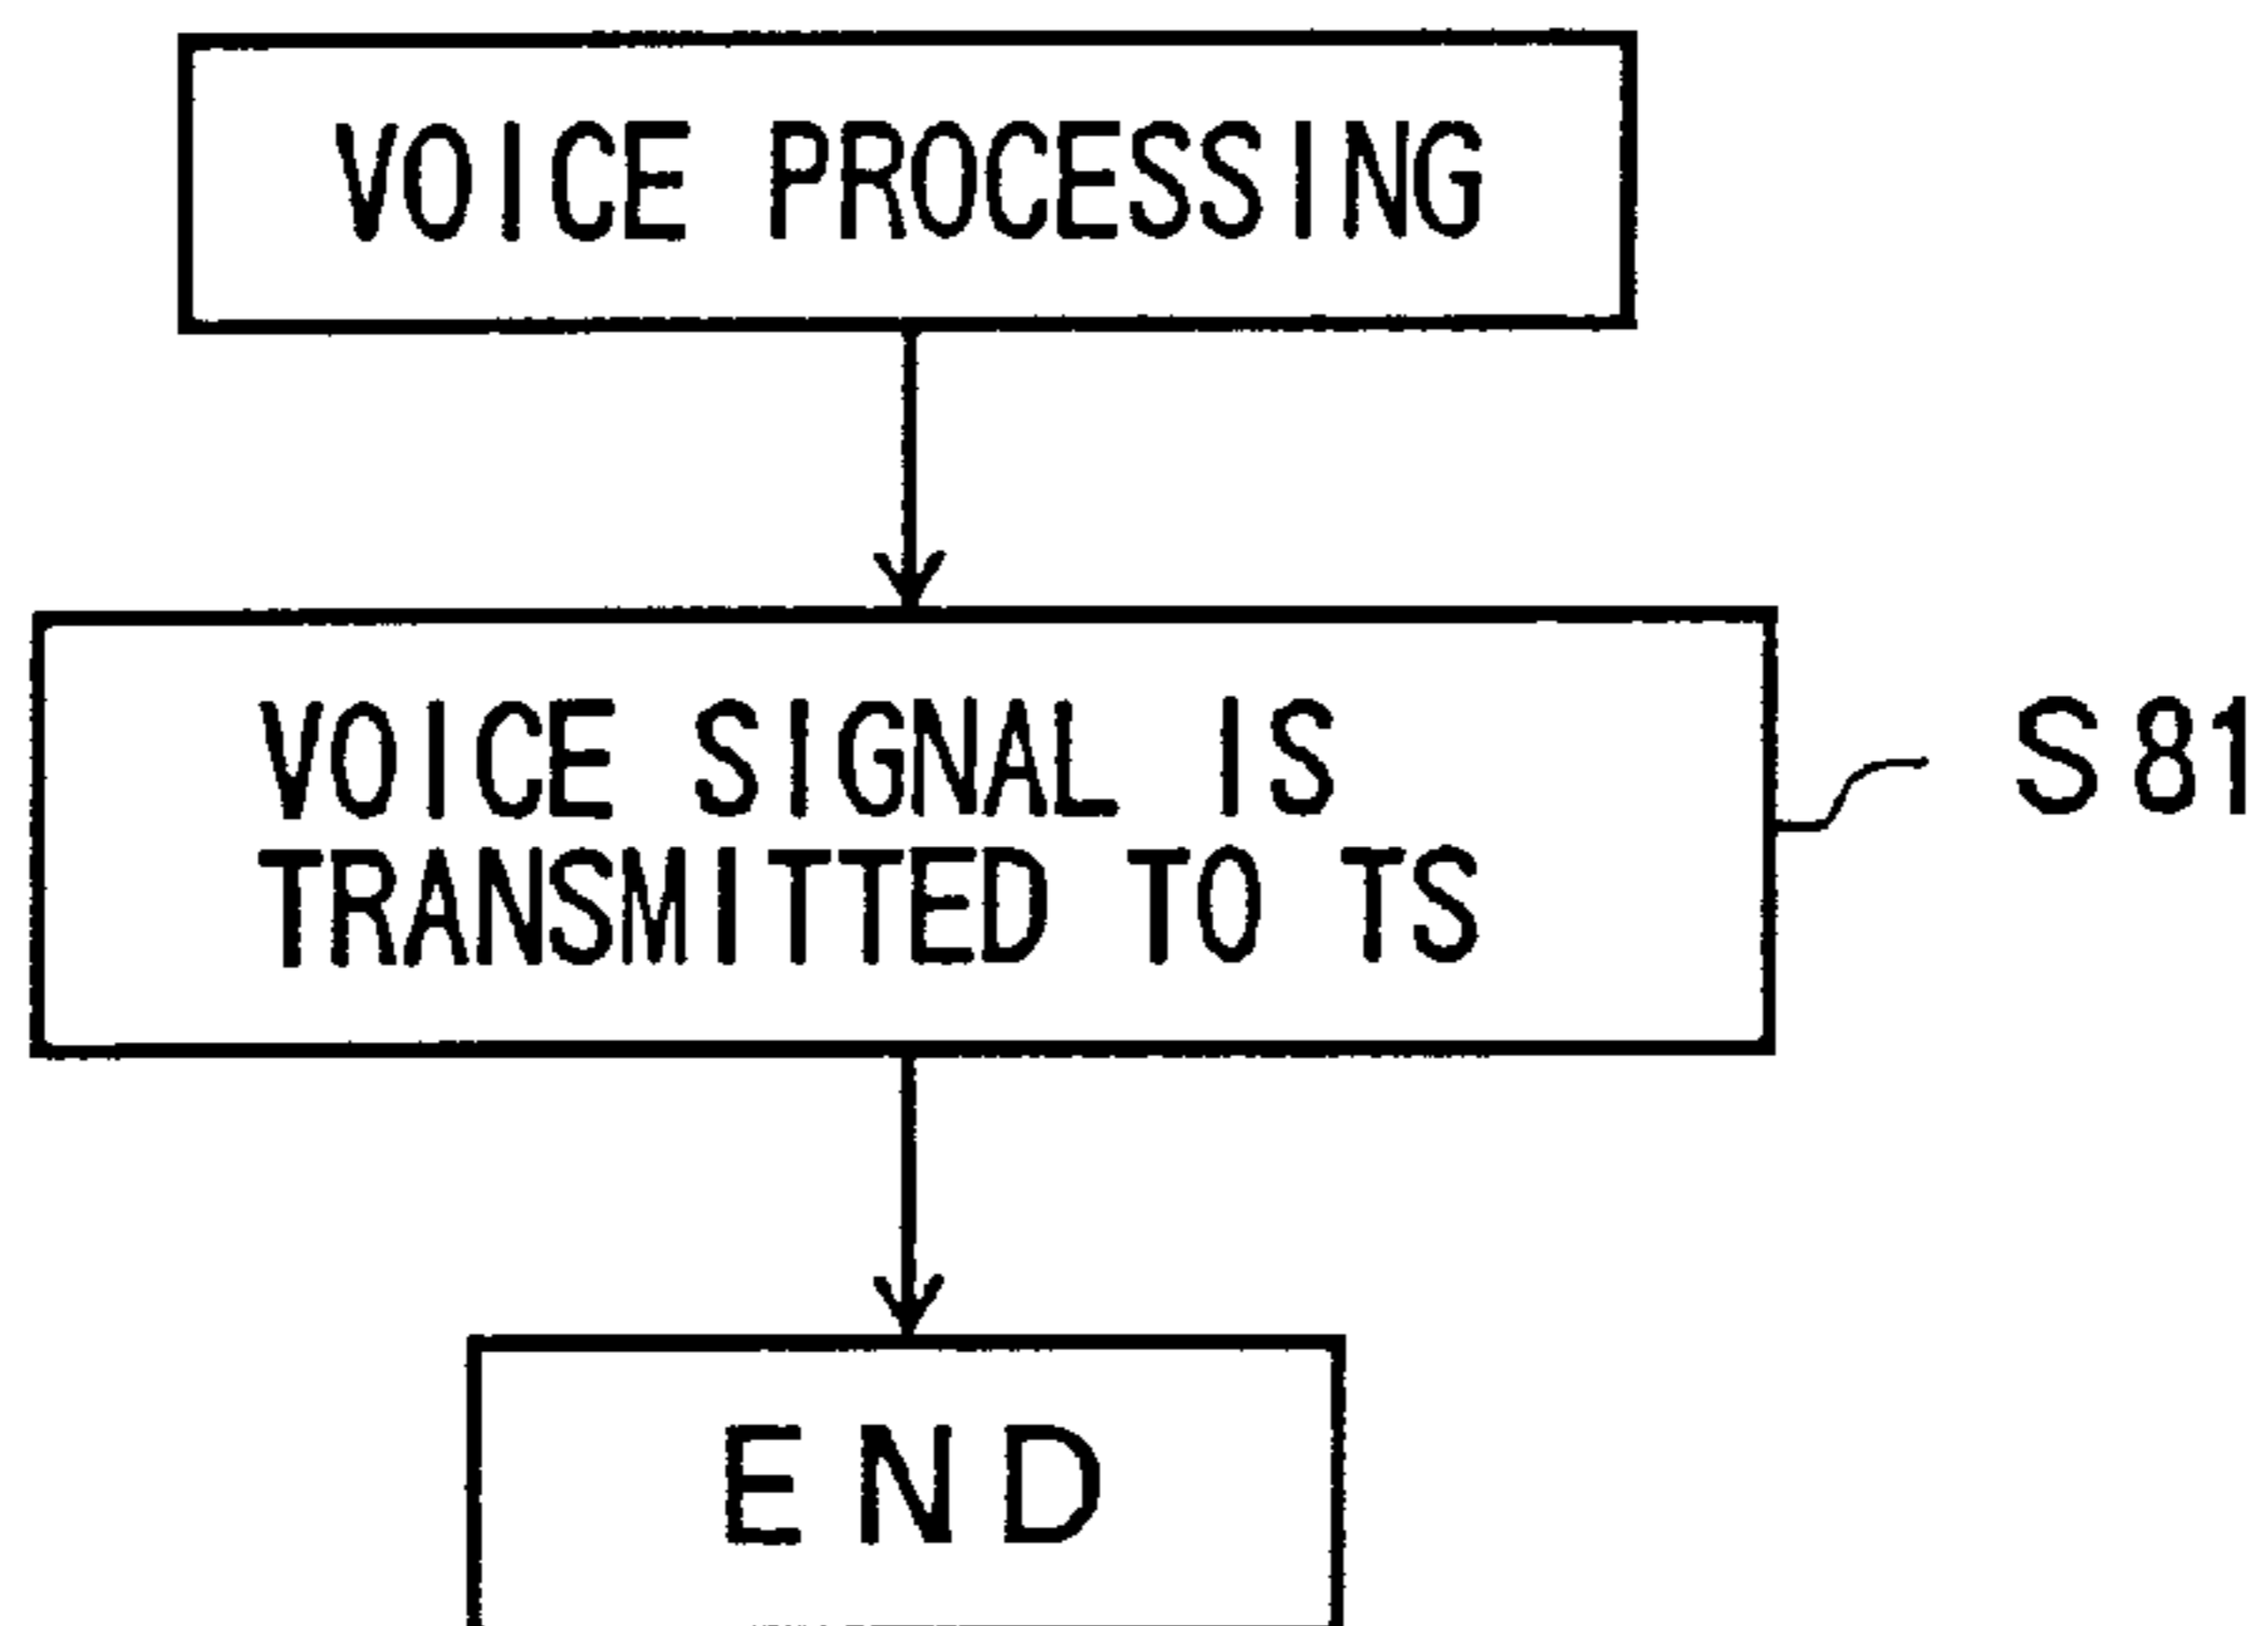 VOICE PROCESSING
VOICE SIGNAL IS
TRANSMITTED TO TS
S81
END